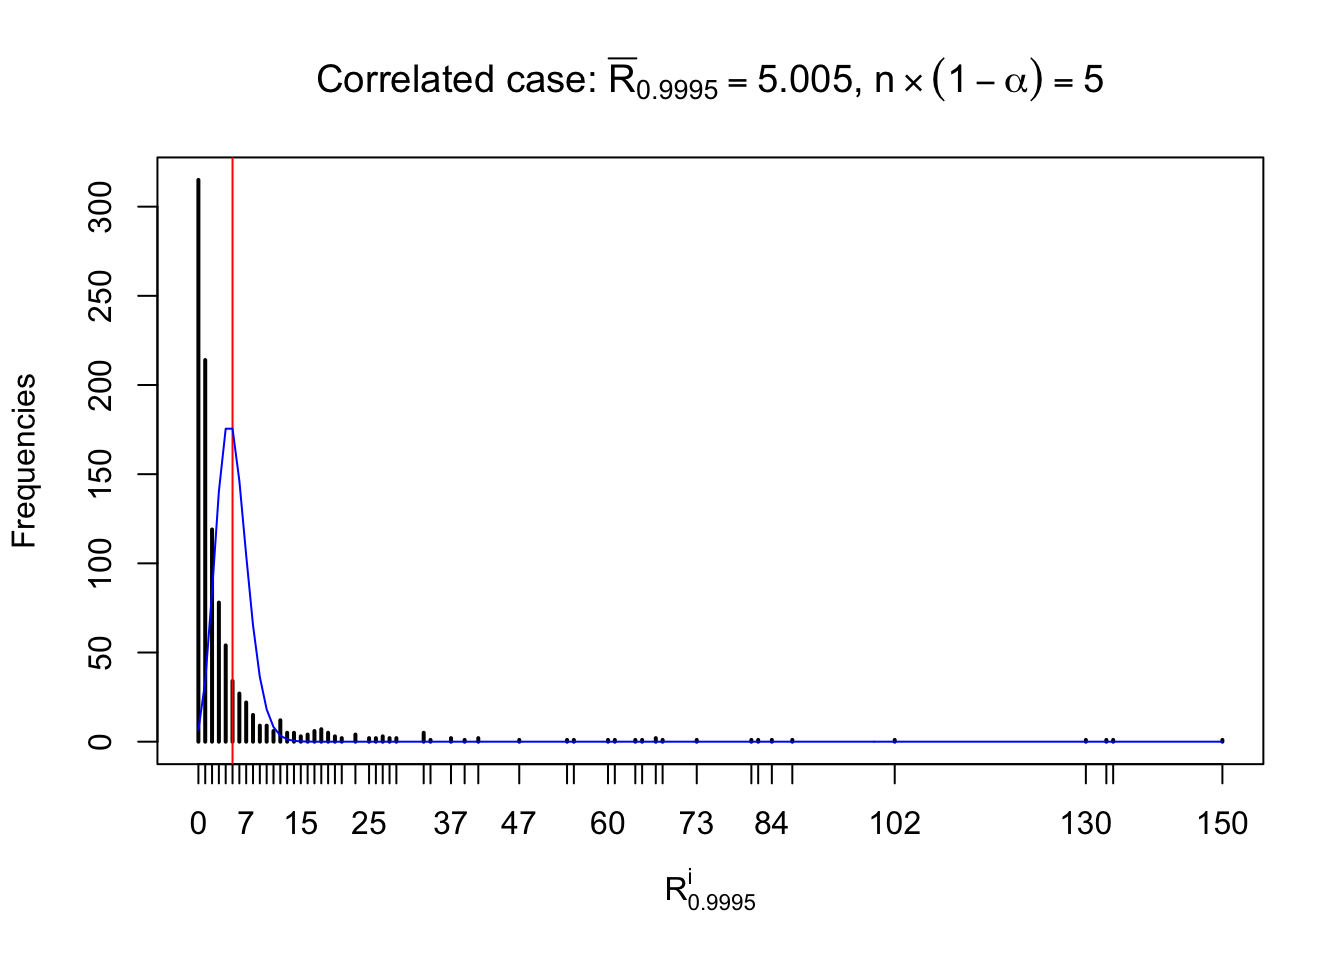 Correlated case: R̅0.9995 = 5.005, n × (1 − α) = 5
300
250
200
150
100
50
0
Frequencies
0 7 15 25 37 47 60 73 84 102 130 150
R^i_0.9995